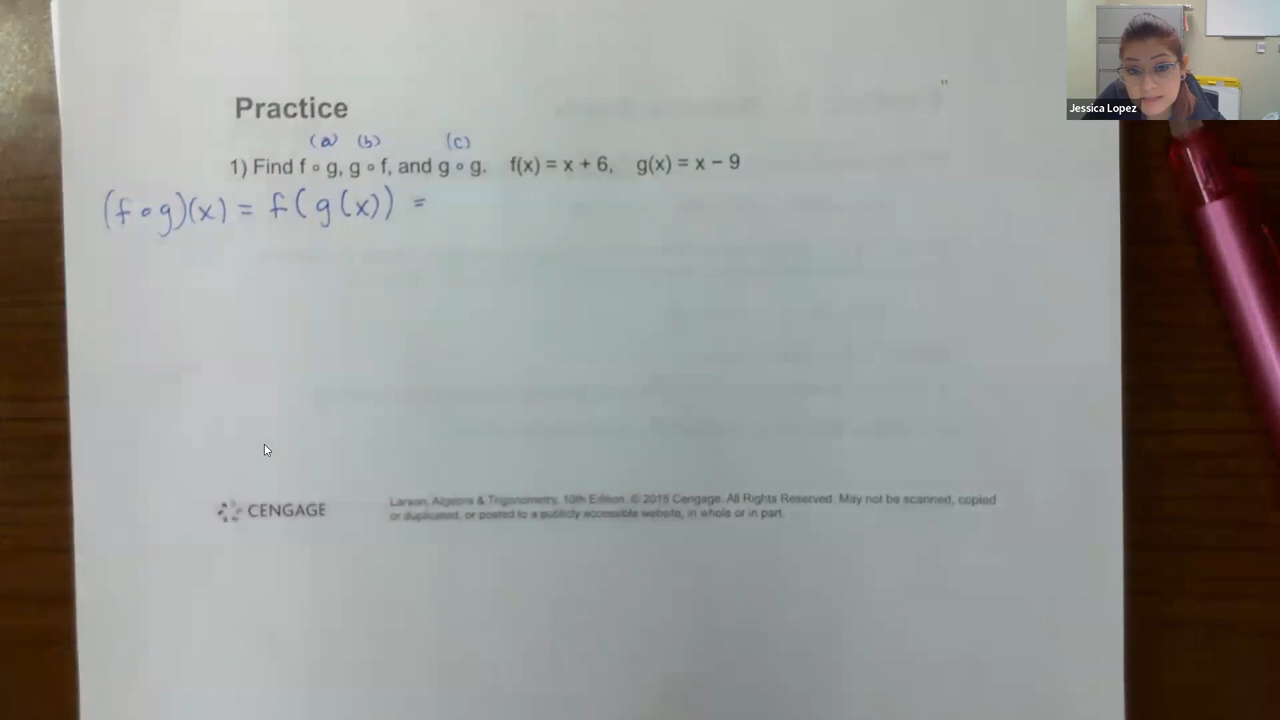 Jessica Lopez
Practice
(a) (b) (c)
1) Find f ∘ g, g ∘ f, and g ∘ g. f(x) = x + 6, g(x) = x − 9
(f ∘ g)(x) = f(g(x)) =
CENGAGE
Larson, Algebra & Trigonometry, 10th Edition. © 2018 Cengage. All Rights Reserved. May not be scanned, copied
or duplicated, or posted to a publicly accessible website, in whole or in part.